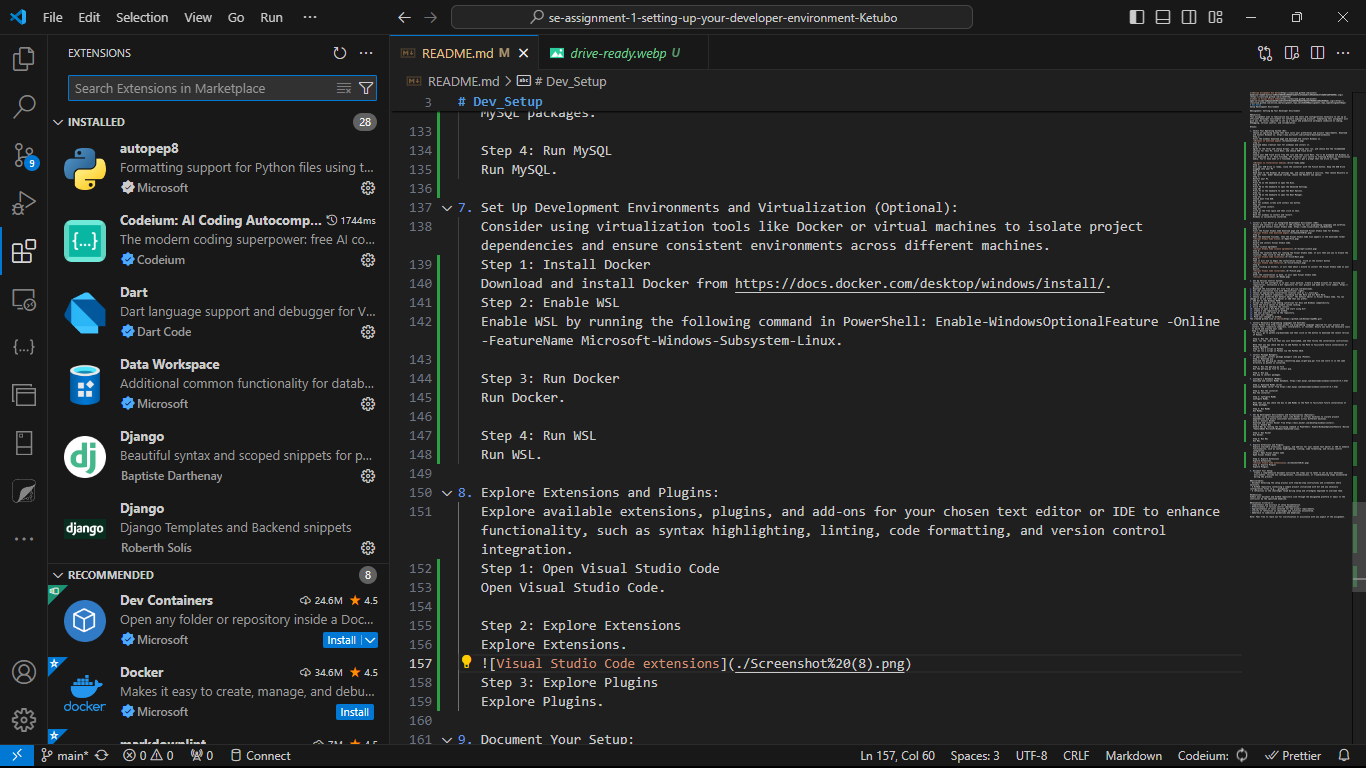 File Edit Selection View Go Run ···
se-assignment-1-setting-up-your-developer-environment-Ketubo
EXTENSIONS
Search Extensions in Marketplace
INSTALLED 28
autopep8
Formatting support for Python files using t...
Microsoft
Codeium: AI Coding Autocomp... 1744ms
The modern coding superpower: free AI co...
Codeium
Dart
Dart language support and debugger for V...
Dart Code
Data Workspace
Additional common functionality for datab...
Microsoft
Django
Beautiful syntax and scoped snippets for p...
Baptiste Darthenay
dj
Django
Django Templates and Backend snippets
Roberth Solís
django
RECOMMENDED 8
Dev Containers 24.6M 4.5
Open any folder or repository inside a Doc...
Microsoft Install
Docker 34.6M 4.5
Makes it easy to create, manage, and debu...
Microsoft Install
docker
markdownlint 7M 4.5
9
README.md M
drive-ready.webp U
README.md > # Dev_Setup
3 # Dev_Setup
MySQL packages.
133
134 Step 4: Run MySQL
135 Run MySQL.
136
137 7. Set Up Development Environments and Virtualization (Optional):
138 Consider using virtualization tools like Docker or virtual machines to isolate project
dependencies and ensure consistent environments across different machines.
139 Step 1: Install Docker
140 Download and install Docker from https://docs.docker.com/desktop/windows/install/.
141 Step 2: Enable WSL
142 Enable WSL by running the following command in PowerShell: Enable-WindowsOptionalFeature -Online
-FeatureName Microsoft-Windows-Subsystem-Linux.
143
144 Step 3: Run Docker
145 Run Docker.
146
147 Step 4: Run WSL
148 Run WSL.
149
150 8. Explore Extensions and Plugins:
151 Explore available extensions, plugins, and add-ons for your chosen text editor or IDE to enhance
functionality, such as syntax highlighting, linting, code formatting, and version control
integration.
152 Step 1: Open Visual Studio Code
153 Open Visual Studio Code.
154
155 Step 2: Explore Extensions
156 Explore Extensions.
157 ![Visual Studio Code extensions](./Screenshot%20(8).png)
158 Step 3: Explore Plugins
159 Explore Plugins.
160
161 9. Document Your Setup:
main* 0 0 0 Connect
Ln 157, Col 60 Spaces: 3 UTF-8 CRLF Markdown Codeium: Prettier